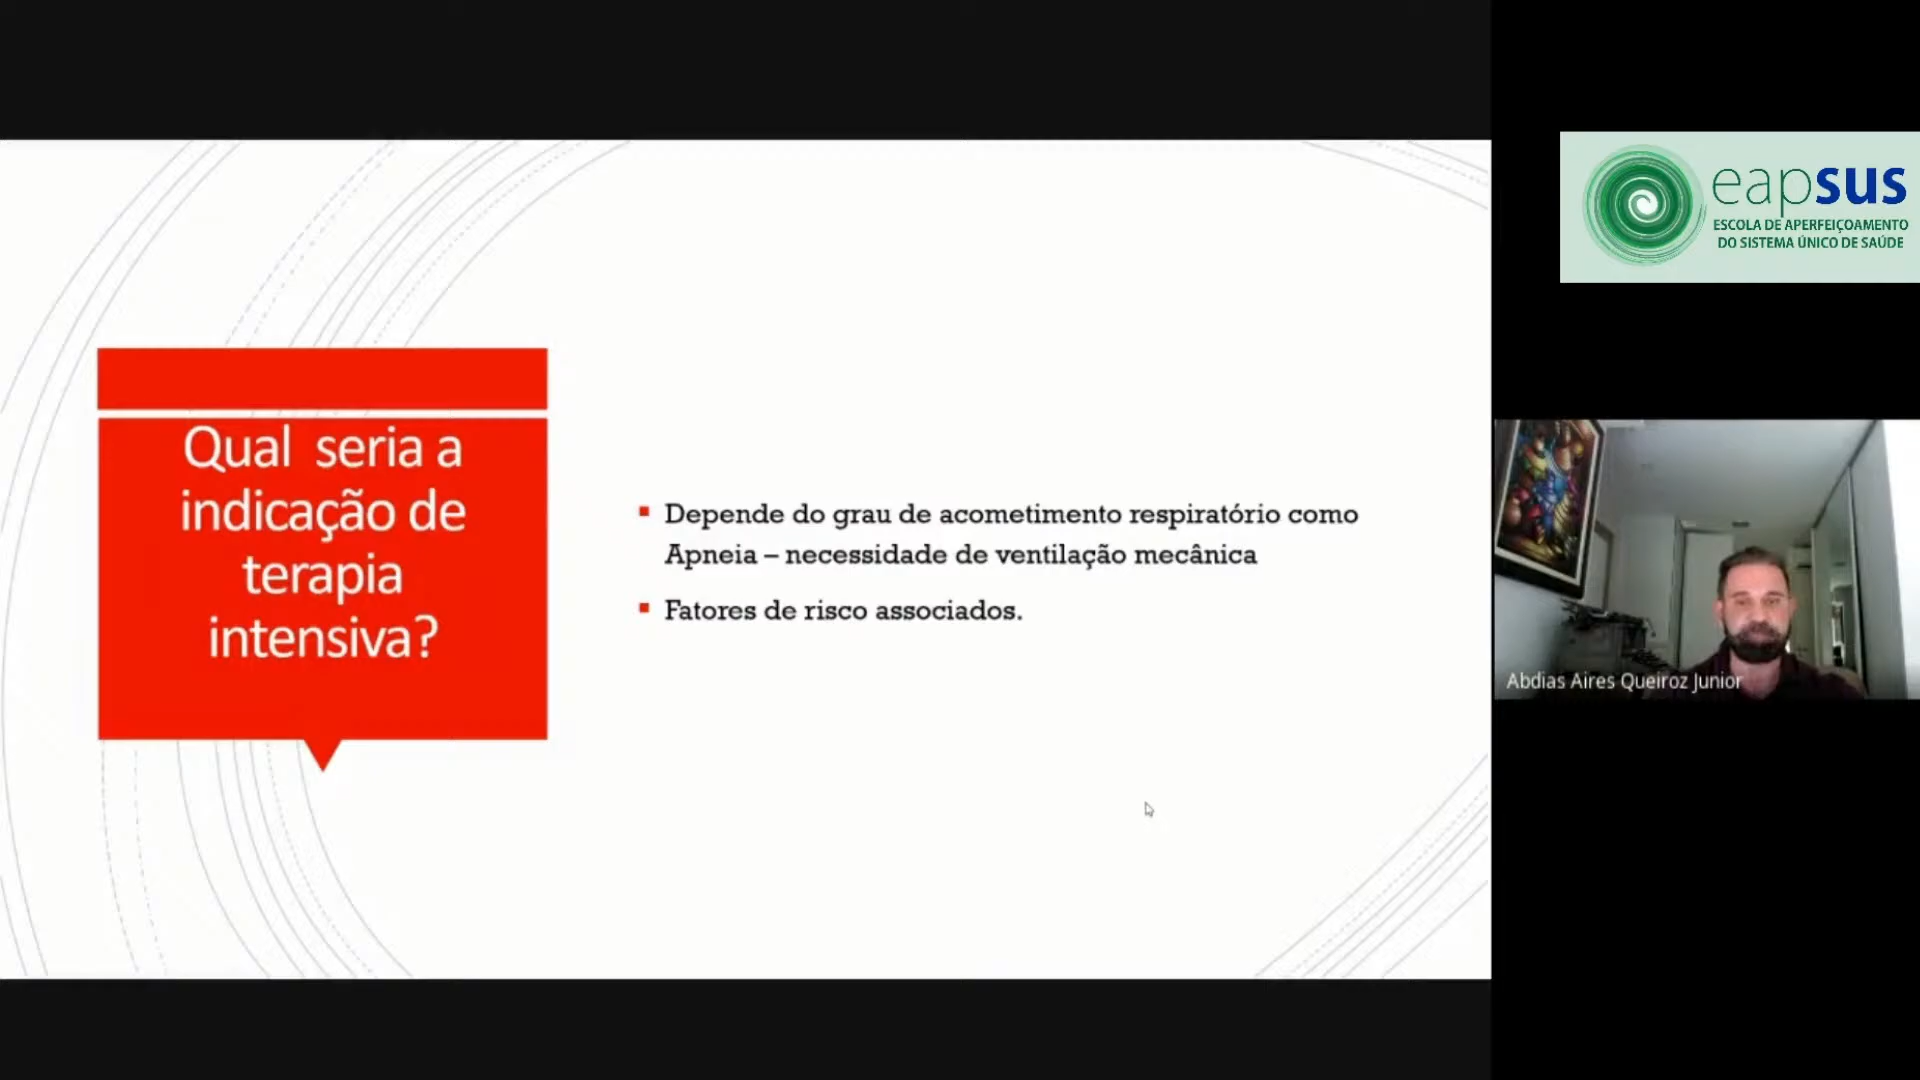 Qual seria a
indicação de
terapia
intensiva?
Depende do grau de acometimento respiratório como
Apneia – necessidade de ventilação mecânica
Fatores de risco associados.
eapsus
ESCOLA DE APERFEIÇOAMENTO
DO SISTEMA ÚNICO DE SAÚDE
Abdias Aires Queiroz Junior